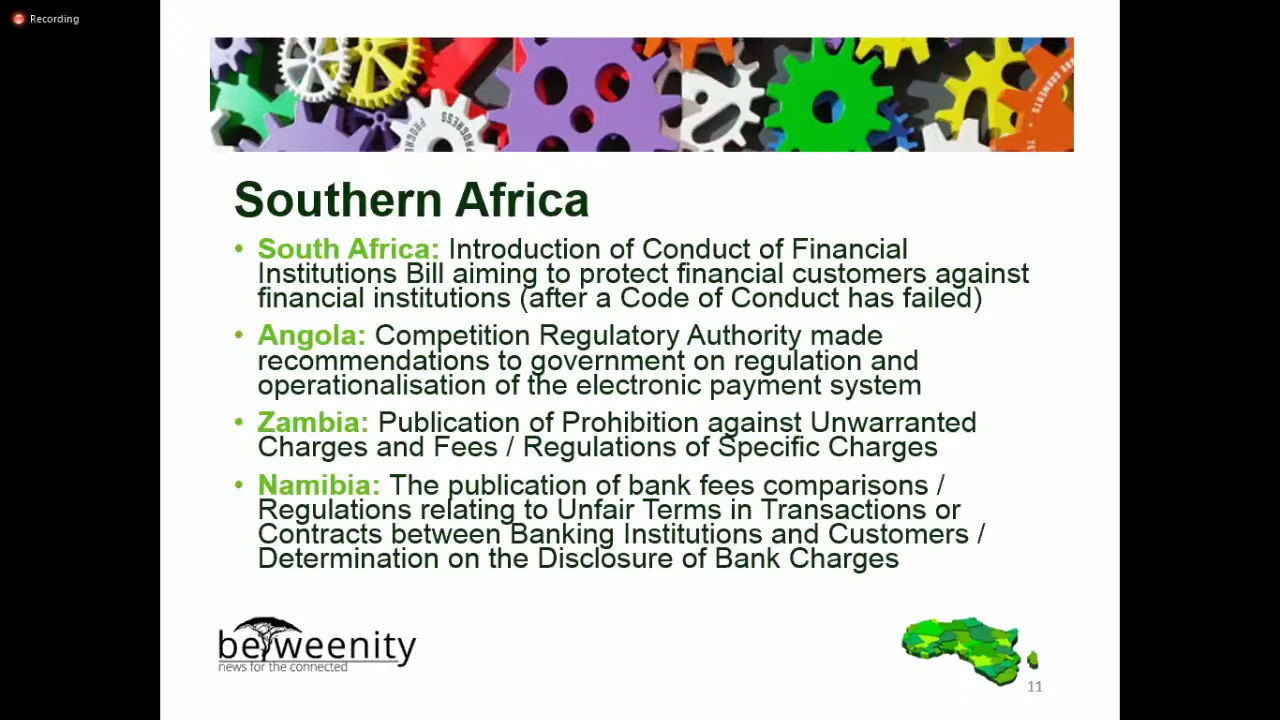 Recording
PROGRESS
Southern Africa
• South Africa: Introduction of Conduct of Financial
Institutions Bill aiming to protect financial customers against
financial institutions (after a Code of Conduct has failed)
• Angola: Competition Regulatory Authority made
recommendations to government on regulation and
operationalisation of the electronic payment system
• Zambia: Publication of Prohibition against Unwarranted
Charges and Fees / Regulations of Specific Charges
• Namibia: The publication of bank fees comparisons /
Regulations relating to Unfair Terms in Transactions or
Contracts between Banking Institutions and Customers /
Determination on the Disclosure of Bank Charges
betweenity
news for the connected
11